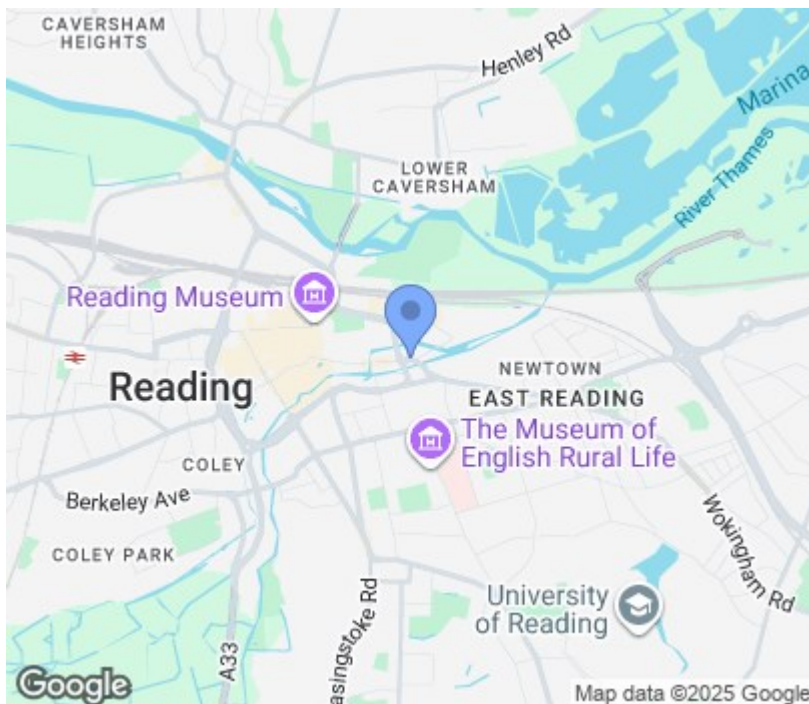 CAVERSHAM
HEIGHTS
Henley Rd
Marina
LOWER
CAVERSHAM
River Thames
Reading Museum
Reading
NEWTOWN
EAST READING
The Museum of
English Rural Life
COLEY
Berkeley Ave
COLEY PARK
Wokingham Rd
University
of Reading
asingstoke Rd
A33
Google
Map data ©2025 Google